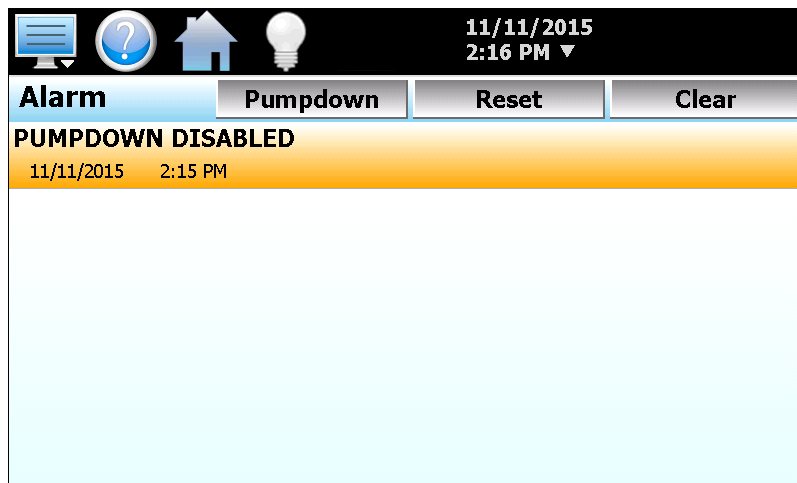 ?
11/11/2015
2:16 PM ▼
Alarm Pumpdown Reset Clear
PUMPDOWN DISABLED
11/11/2015 2:15 PM